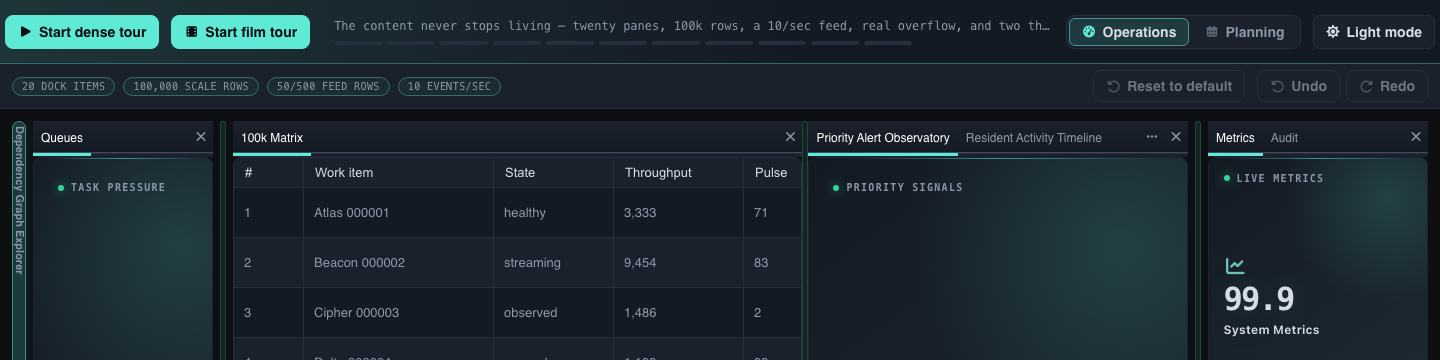 Start dense tour
Start film tour
The content never stops living — twenty panes, 100k rows, a 10/sec feed, real overflow, and two th…
Operations
Planning
Light mode
20 DOCK ITEMS
100,000 SCALE ROWS
50/500 FEED ROWS
10 EVENTS/SEC
Reset to default
Undo
Redo
Dependency Graph Explorer
Queues
TASK PRESSURE
100k Matrix
# Work item State Throughput Pulse
1 Atlas 000001 healthy 3,333 71
2 Beacon 000002 streaming 9,454 83
3 Cipher 000003 observed 1,486 2
Priority Alert Observatory
Resident Activity Timeline
PRIORITY SIGNALS
Metrics
Audit
LIVE METRICS
99.9
System Metrics